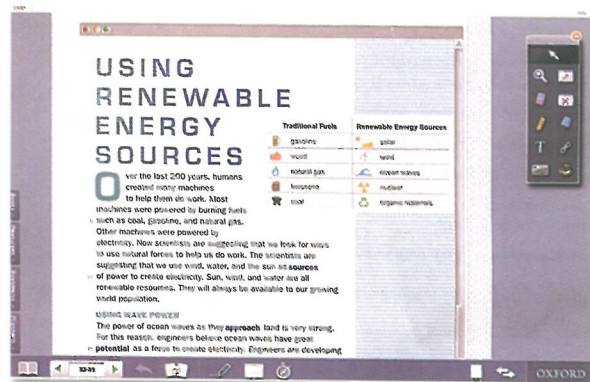 USING
RENEWABLE
ENERGY
SOURCES
Traditional Fuels Renewable Energy Sources
gasoline solar
wood wind
natural gas ocean waves
kerosene nuclear
coal organic materials
Over the last 200 years, humans
created many machines
to help them do work. Most
machines were powered by burning fuels
such as coal, gasoline, and natural gas.
Other machines were powered by
electricity. Now scientists are suggesting that we look for ways
to use natural forces to help us do work. The scientists are
suggesting that we use wind, water, and the sun as sources
of power to create electricity. Sun, wind, and water are all
renewable resources. They will always be available to our growing
world population.
USING WAVE POWER
The power of ocean waves as they approach land is very strong.
For this reason, engineers believe ocean waves have great
potential as a force to create electricity. Engineers are developing
T
OXFORD